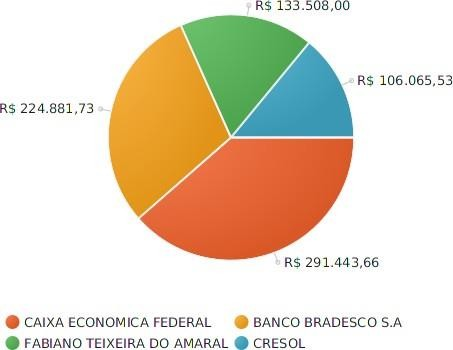 R$ 133.508,00
R$ 106.065,53
R$ 224.881,73
R$ 291.443,66
CAIXA ECONOMICA FEDERAL
BANCO BRADESCO S.A
FABIANO TEIXEIRA DO AMARAL
CRESOL